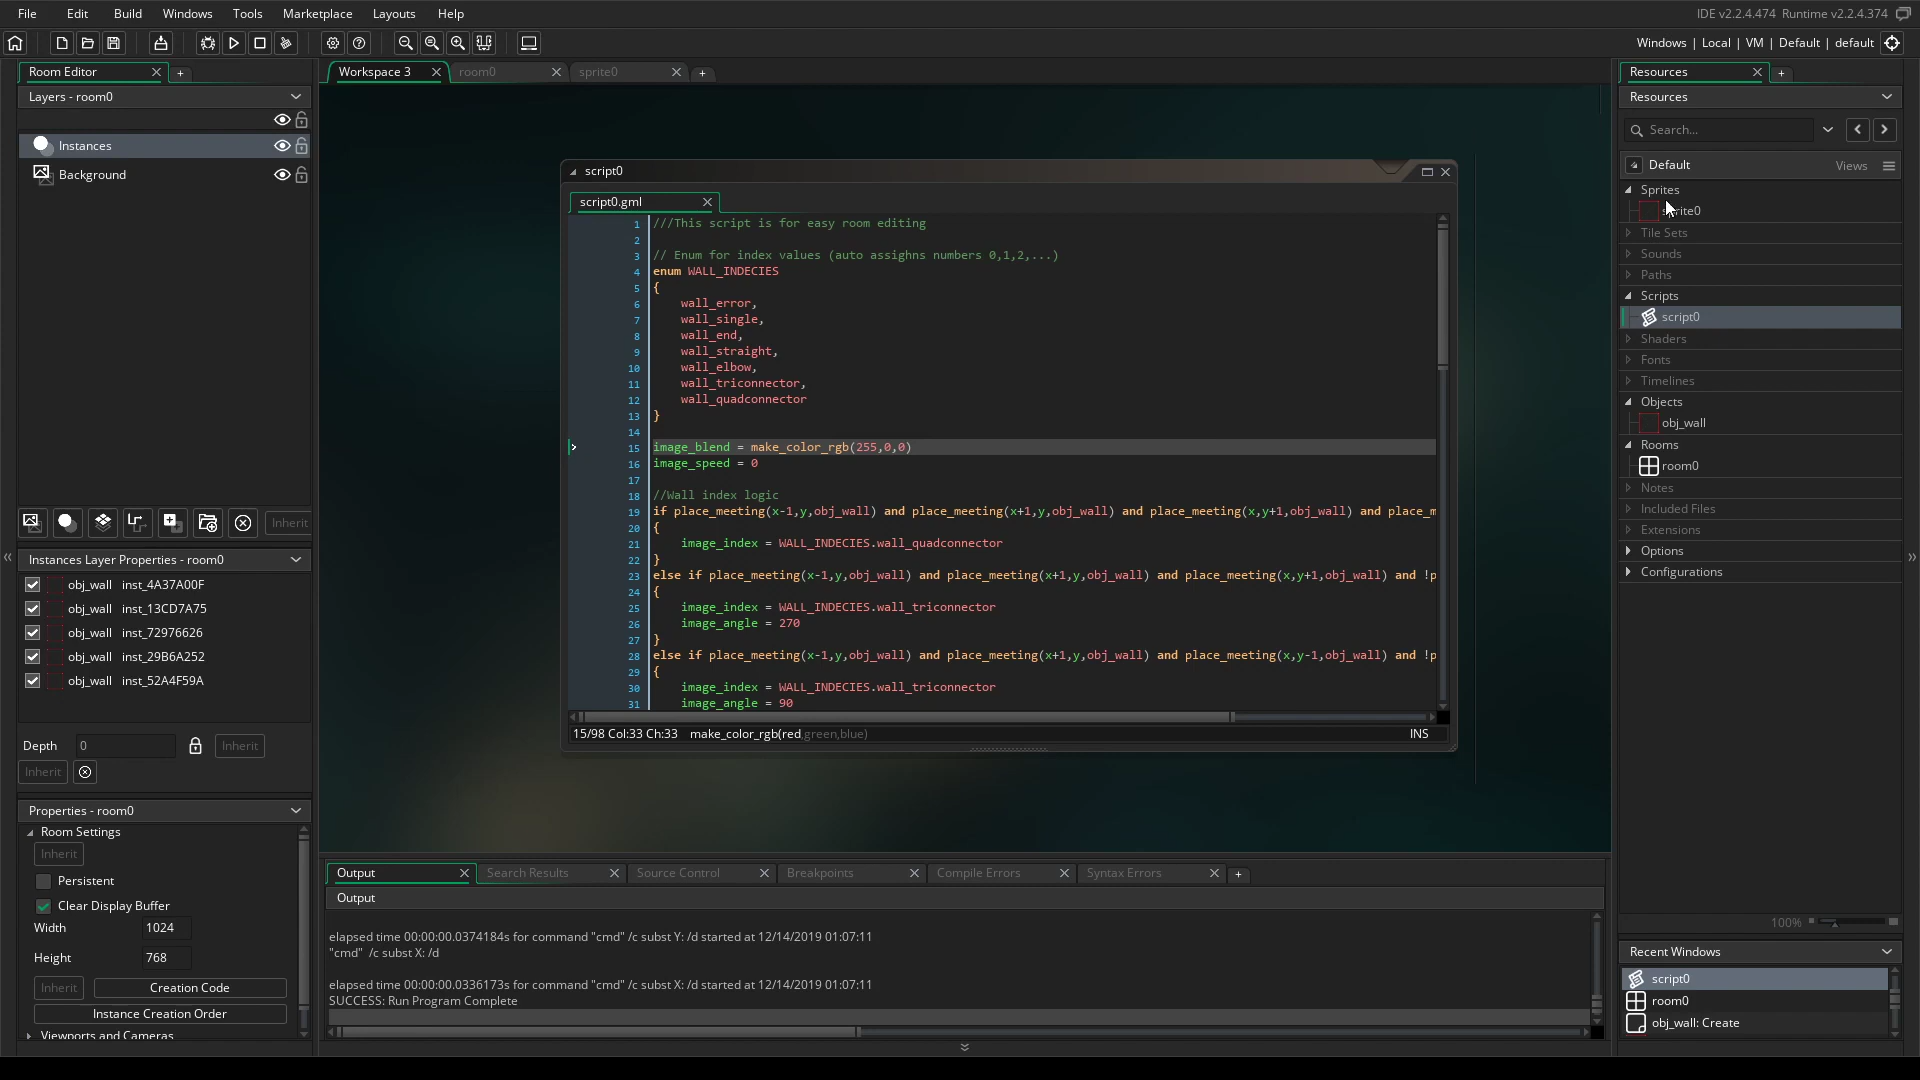 File Edit Build Windows Tools Marketplace Layouts Help
IDE v2.2.4.474 Runtime v2.2.4.374
Windows | Local | VM | Default | default
Room Editor
Layers - room0
Instances
Background
Inherit
Instances Layer Properties - room0
obj_wall inst_4A37A00F
obj_wall inst_13CD7A75
obj_wall inst_72976626
obj_wall inst_29B6A252
obj_wall inst_52A4F59A
Depth 0 Inherit
Inherit
Properties - room0
Room Settings
Inherit
Persistent
Clear Display Buffer
Width 1024
Height 768
Inherit Creation Code
Instance Creation Order
Viewports and Cameras
Workspace 3 room0 sprite0
script0
script0.gml
1 ///This script is for easy room editing
2
3 // Enum for index values (auto assighns numbers 0,1,2,...)
4 enum WALL_INDECIES
5 {
6 wall_error,
7 wall_single,
8 wall_end,
9 wall_straight,
10 wall_elbow,
11 wall_triconnector,
12 wall_quadconnector
13 }
14
15 image_blend = make_color_rgb(255,0,0)
16 image_speed = 0
17
18 //Wall index logic
19 if place_meeting(x-1,y,obj_wall) and place_meeting(x+1,y,obj_wall) and place_meeting(x,y+1,obj_wall) and place_m
20 {
21 image_index = WALL_INDECIES.wall_quadconnector
22 }
23 else if place_meeting(x-1,y,obj_wall) and place_meeting(x+1,y,obj_wall) and place_meeting(x,y+1,obj_wall) and !p
24 {
25 image_index = WALL_INDECIES.wall_triconnector
26 image_angle = 270
27 }
28 else if place_meeting(x-1,y,obj_wall) and place_meeting(x+1,y,obj_wall) and place_meeting(x,y-1,obj_wall) and !p
29 {
30 image_index = WALL_INDECIES.wall_triconnector
31 image_angle = 90
15/98 Col:33 Ch:33 make_color_rgb(red,green,blue) INS
Output Search Results Source Control Breakpoints Compile Errors Syntax Errors
Output
elapsed time 00:00:00.0374184s for command "cmd" /c subst Y: /d started at 12/14/2019 01:07:11
"cmd" /c subst X: /d
elapsed time 00:00:00.0336173s for command "cmd" /c subst X: /d started at 12/14/2019 01:07:11
SUCCESS: Run Program Complete
Resources
Resources
Search...
Default Views
Sprites
sprite0
Tile Sets
Sounds
Paths
Scripts
script0
Shaders
Fonts
Timelines
Objects
obj_wall
Rooms
room0
Notes
Included Files
Extensions
Options
Configurations
100%
Recent Windows
script0
room0
obj_wall: Create